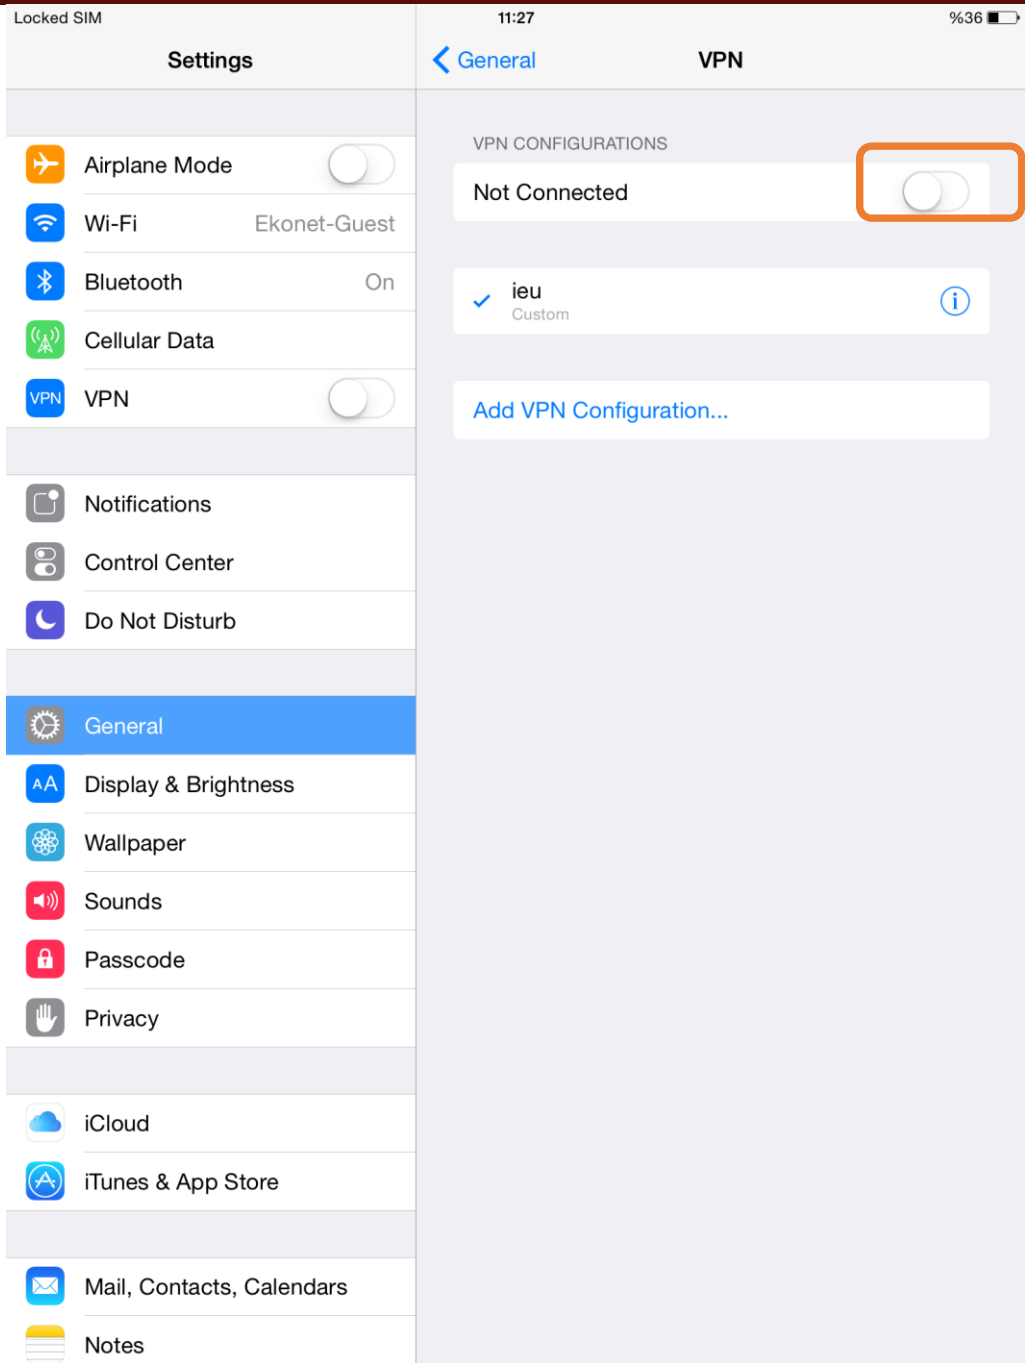 Locked SIM
11:27
%36
Settings
Airplane Mode
Wi-Fi
Ekonet-Guest
Bluetooth
On
Cellular Data
VPN
VPN
Notifications
Control Center
Do Not Disturb
General
AA
Display & Brightness
Wallpaper
Sounds
Passcode
Privacy
iCloud
iTunes & App Store
Mail, Contacts, Calendars
Notes
General
VPN
VPN CONFIGURATIONS
Not Connected
ieu
Custom
Add VPN Configuration...